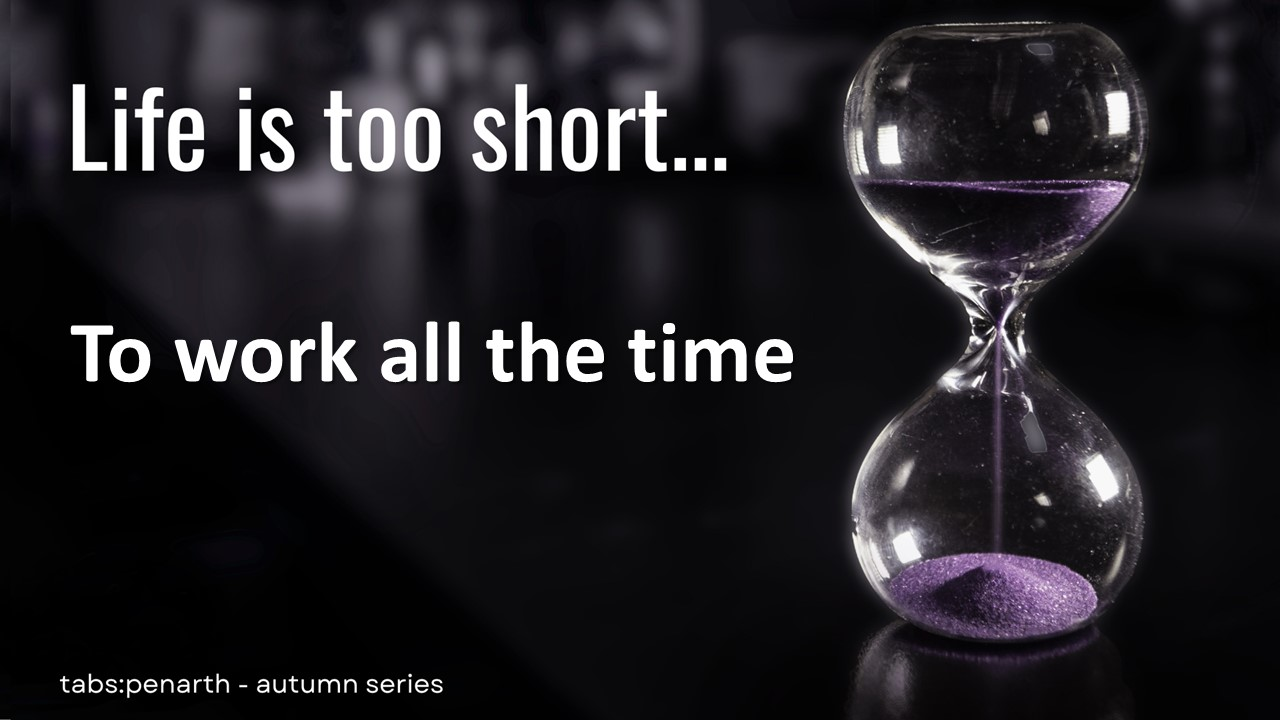 Life is too short...
To work all the time
tabs:penarth - autumn series